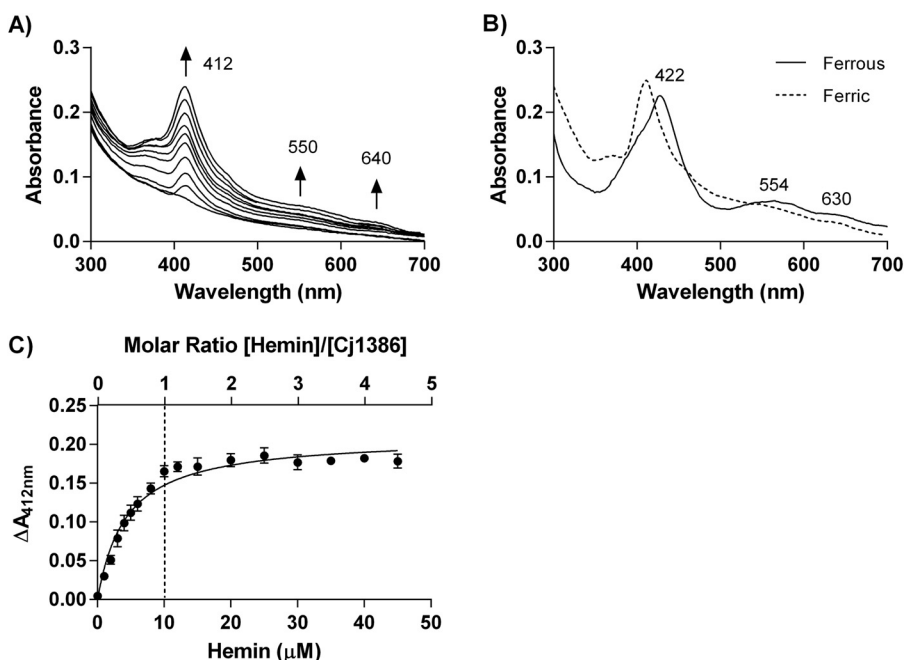 A)
0.3
0.2
0.1
0.0
Absorbance
412
550
640
300
400
500
600
700
Wavelength (nm)
B)
0.3
0.2
0.1
0.0
Absorbance
422
554
630
Ferrous
Ferric
300
400
500
600
700
Wavelength (nm)
C)
Molar Ratio [Hemin]/[Cj1386]
0 1 2 3 4 5
0.25
0.20
0.15
0.10
0.05
0.00
ΔA412nm
0 10 20 30 40 50
Hemin (μM)